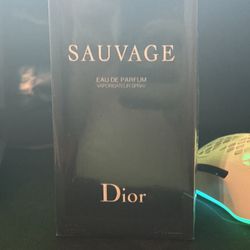 SAUVAGE
EAU DE PARFUM
VAPORISATEUR SPRAY
Dior